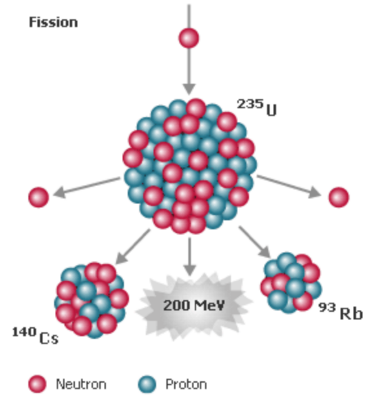 Fission
²³⁵U
200 MeV
¹⁴⁰Cs
⁹³Rb
Neutron
Proton